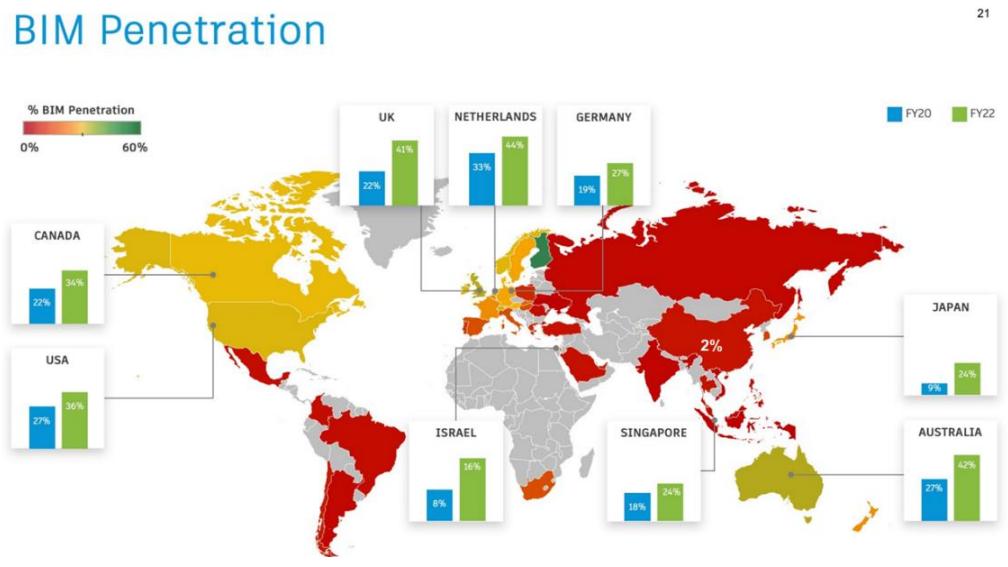 21
BIM Penetration
% BIM Penetration
0% 60%
FY20 FY22
UK
22% 41%
NETHERLANDS
33% 44%
GERMANY
19% 27%
CANADA
22% 34%
USA
27% 36%
2%
JAPAN
9% 24%
ISRAEL
8% 16%
SINGAPORE
18% 24%
AUSTRALIA
27% 42%